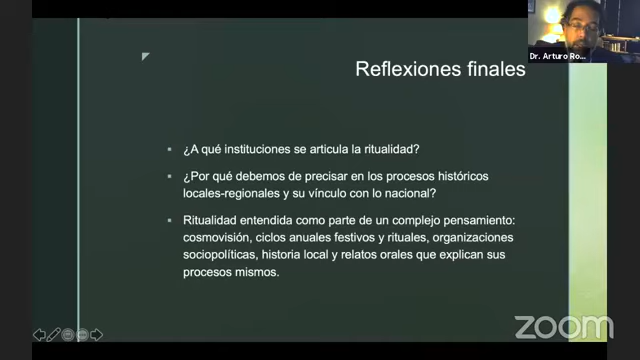 Dr. Arturo Ro...
Reflexiones finales
¿A qué instituciones se articula la ritualidad?
¿Por qué debemos de precisar en los procesos históricos
locales-regionales y su vínculo con lo nacional?
Ritualidad entendida como parte de un complejo pensamiento:
cosmovisión, ciclos anuales festivos y rituales, organizaciones
sociopolíticas, historia local y relatos orales que explican sus
procesos mismos.
zoom